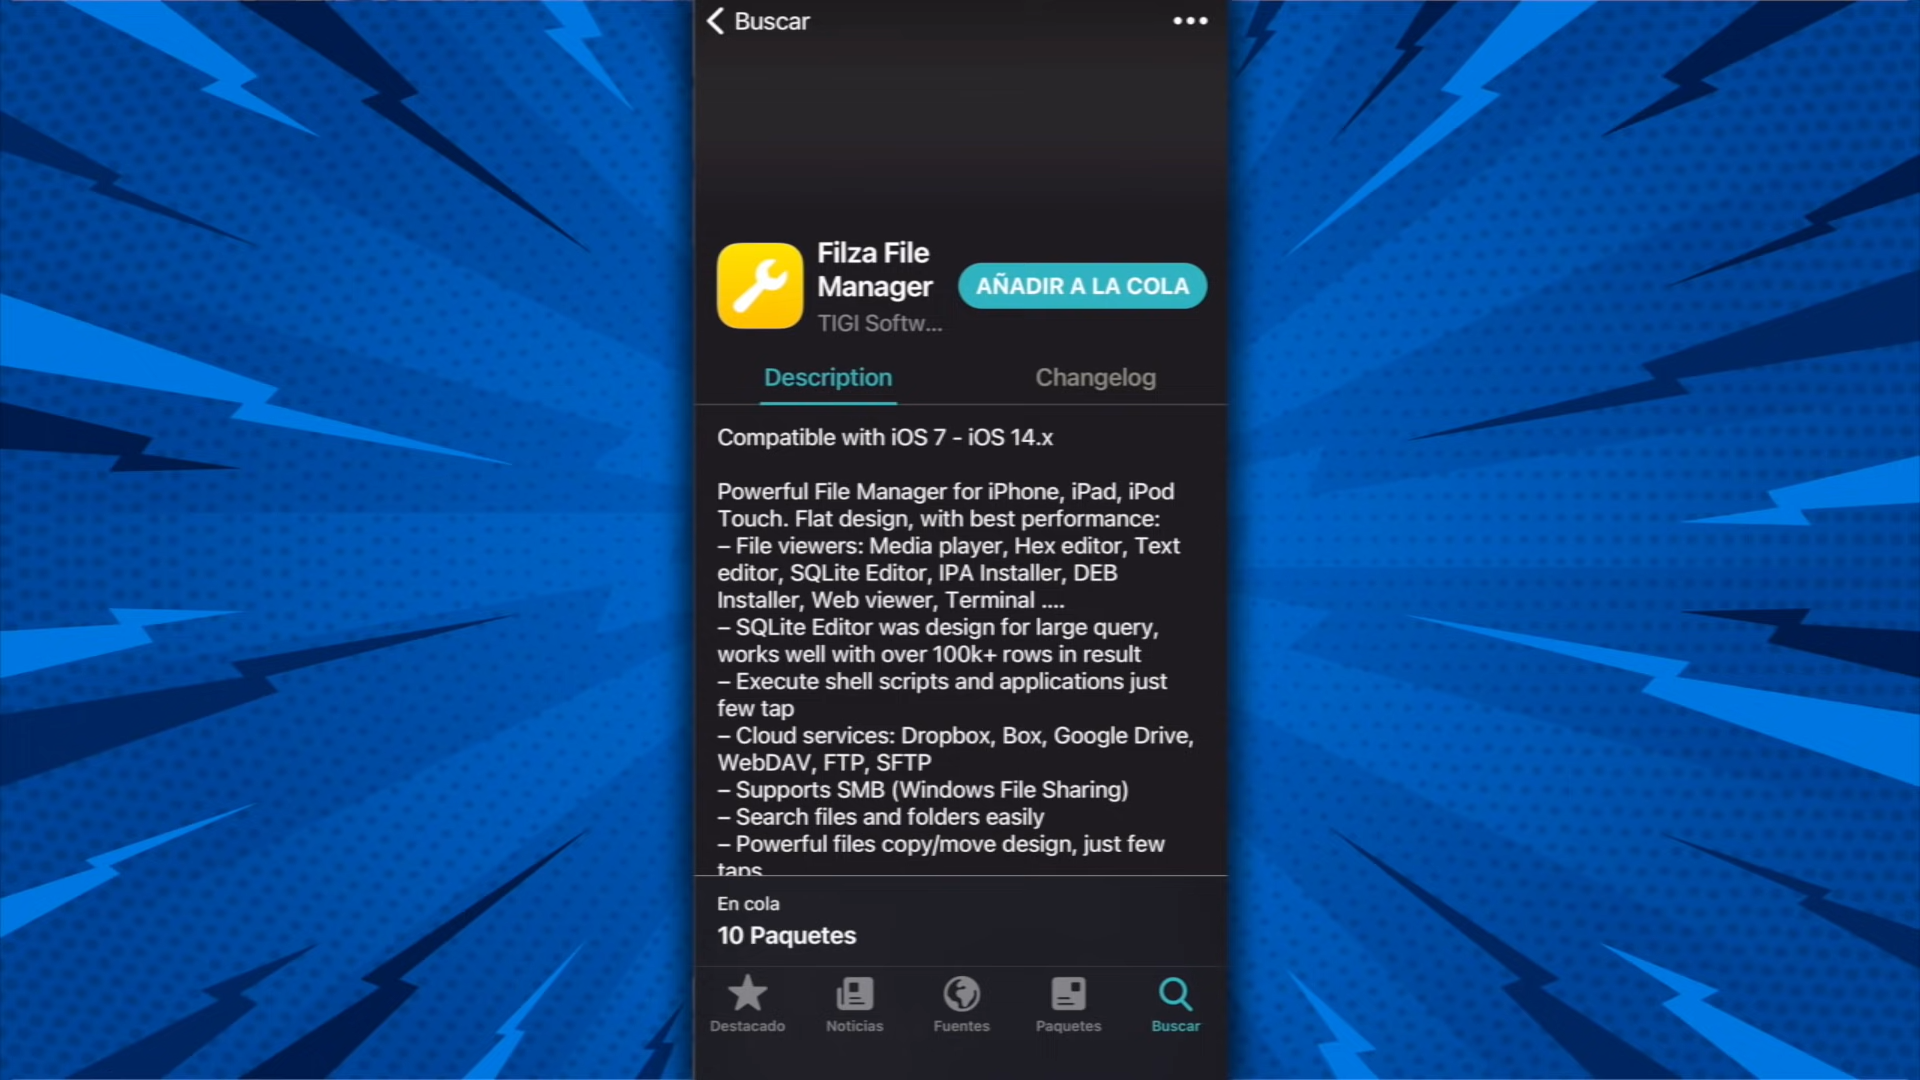 Buscar
Filza File
Manager
AÑADIR A LA COLA
TIGI Softw...
Description
Changelog
Compatible with iOS 7 - iOS 14.x
Powerful File Manager for iPhone, iPad, iPod
Touch. Flat design, with best performance:
– File viewers: Media player, Hex editor, Text
editor, SQLite Editor, IPA Installer, DEB
Installer, Web viewer, Terminal ....
– SQLite Editor was design for large query,
works well with over 100k+ rows in result
– Execute shell scripts and applications just
few tap
– Cloud services: Dropbox, Box, Google Drive,
WebDAV, FTP, SFTP
– Supports SMB (Windows File Sharing)
– Search files and folders easily
– Powerful files copy/move design, just few
taps
En cola
10 Paquetes
Destacado
Noticias
Fuentes
Paquetes
Buscar